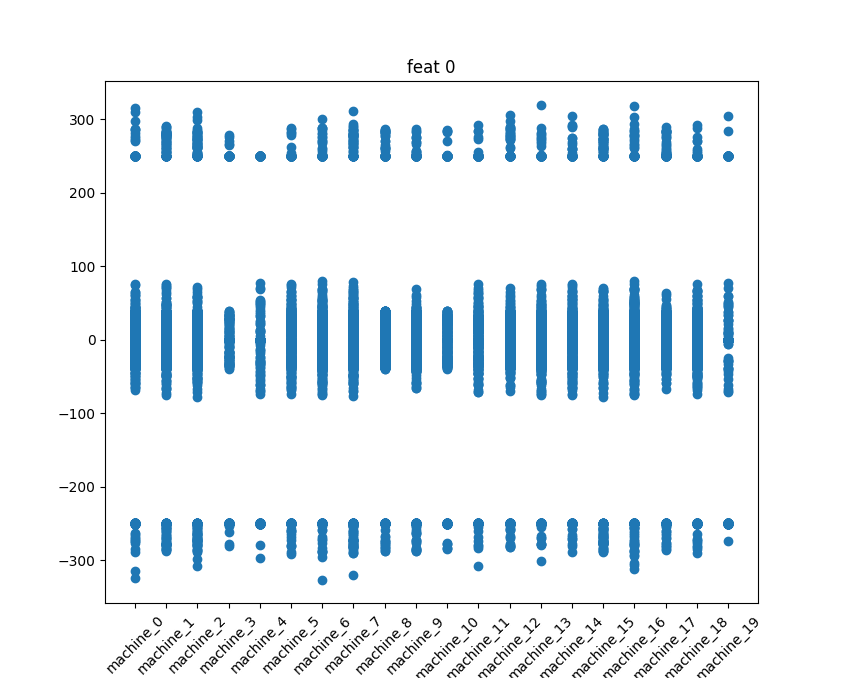 feat 0
300
200
100
0
−100
−200
−300
machine_0
machine_1
machine_2
machine_3
machine_4
machine_5
machine_6
machine_7
machine_8
machine_9
machine_10
machine_11
machine_12
machine_13
machine_14
machine_15
machine_16
machine_17
machine_18
machine_19